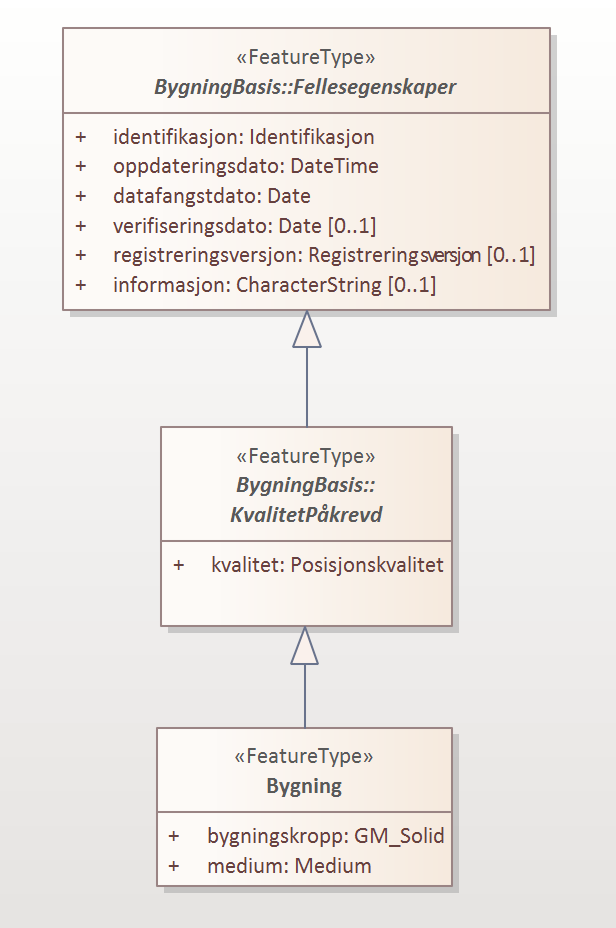 «FeatureType»
BygningBasis::Fellesegenskaper
+ identifikasjon: Identifikasjon
+ oppdateringsdato: DateTime
+ datafangstdato: Date
+ verifiseringsdato: Date [0..1]
+ registreringsversjon: Registreringsversjon [0..1]
+ informasjon: CharacterString [0..1]
«FeatureType»
BygningBasis::
KvalitetPåkrevd
+ kvalitet: Posisjonskvalitet
«FeatureType»
Bygning
+ bygningskropp: GM_Solid
+ medium: Medium